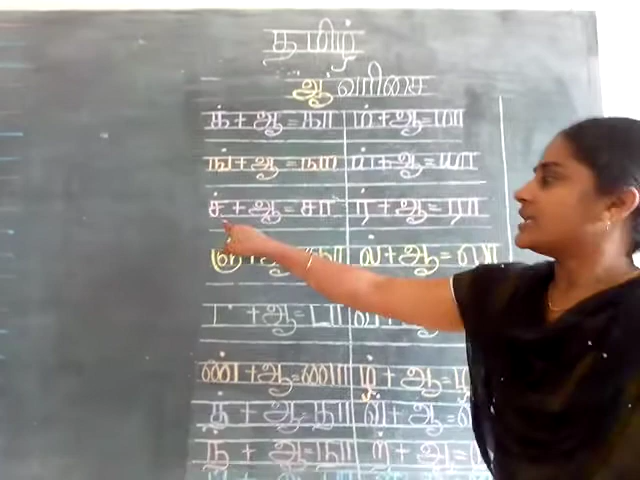 தமிழ்
ஆ வரிசை
க் + ஆ = கா ம் + ஆ = மா
ங் + ஆ = ஙா ய் + ஆ = யா
ச் + ஆ = சா ர் + ஆ = ரா
+ ஆ = ல் + ஆ = லா
ட் + ஆ = டா
ண் + ஆ = ணா ழ் + ஆ =
த் + ஆ = தா ள் + ஆ =
ந் + ஆ = நா ற் + ஆ =